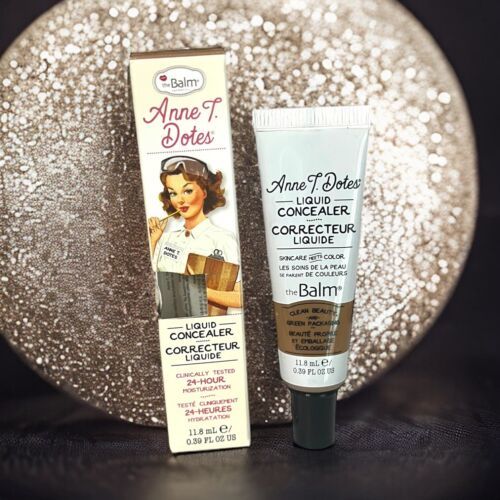 theBalm®
Anne T.
Dotes®
ANNE T.
DOTES
LIQUID
CONCEALER
CORRECTEUR
LIQUIDE
CLINICALLY TESTED
24-HOUR
MOISTURIZATION
TESTÉ CLINIQUEMENT
24-HEURES
HYDRATATION
11.8 mL e/
0.39 FL OZ US
Anne T. Dotes®
LIQUID
CONCEALER
CORRECTEUR
LIQUIDE
SKINCARE MEETS COLOR.
LES SOINS DE LA PEAU
SE PARENT DE COULEURS
theBalm®
CLEAN BEAUTY
AND
GREEN PACKAGING
BEAUTÉ PROPRE
ET EMBALLAGE
ÉCOLOGIQUE
11.8 mL e/
0.39 FL OZ US